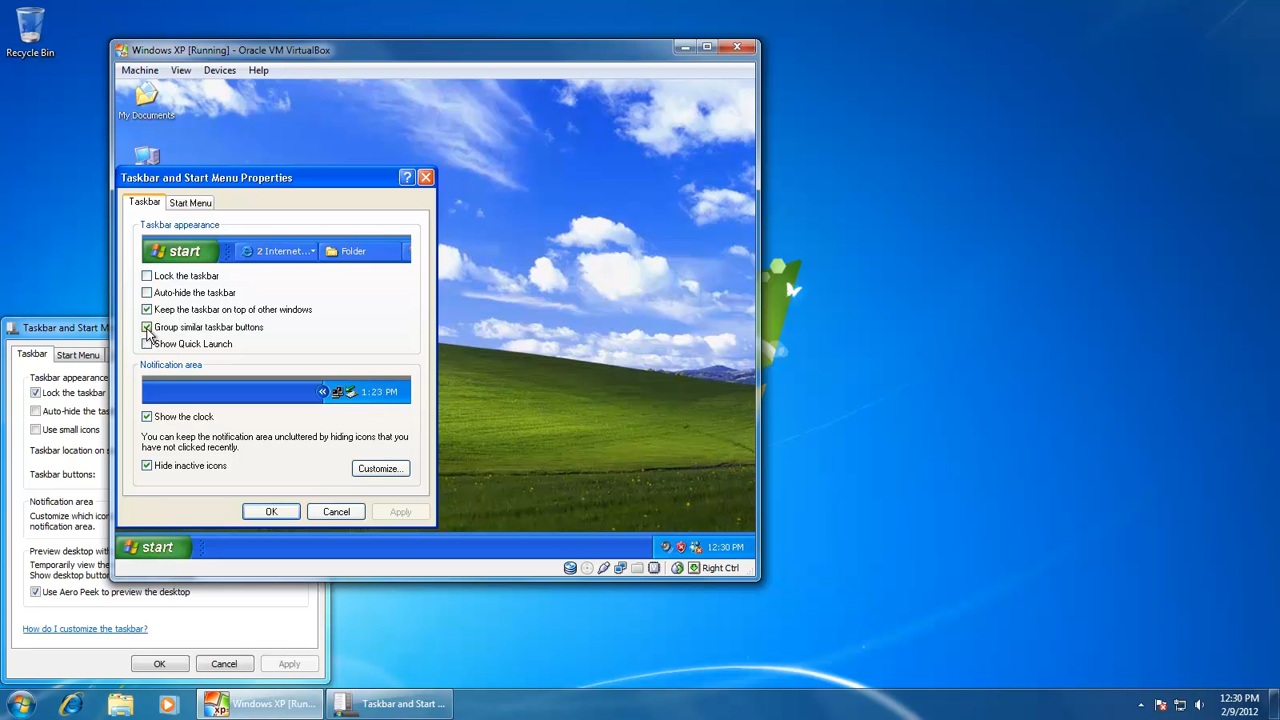 Recycle Bin
Windows XP [Running] - Oracle VM VirtualBox
Machine View Devices Help
My Documents
Taskbar and Start Menu Properties
Taskbar Start Menu
Taskbar appearance
start 2 Internet... Folder
Lock the taskbar
Auto-hide the taskbar
Keep the taskbar on top of other windows
Group similar taskbar buttons
Show Quick Launch
Notification area
1:23 PM
Show the clock
You can keep the notification area uncluttered by hiding icons that you
have not clicked recently.
Hide inactive icons
Customize...
OK Cancel Apply
start 12:30 PM
Right Ctrl
Taskbar and Start M
Taskbar Start Menu
Taskbar appearance
Lock the taskbar
Auto-hide the tas
Use small icons
Taskbar location on s
Taskbar buttons:
Notification area
Customize which ico
notification area.
Preview desktop with
Temporarily view the
Show desktop button
Use Aero Peek to preview the desktop
How do I customize the taskbar?
OK Cancel Apply
xp
Windows XP [Run...
Taskbar and Start ...
12:30 PM
2/9/2012